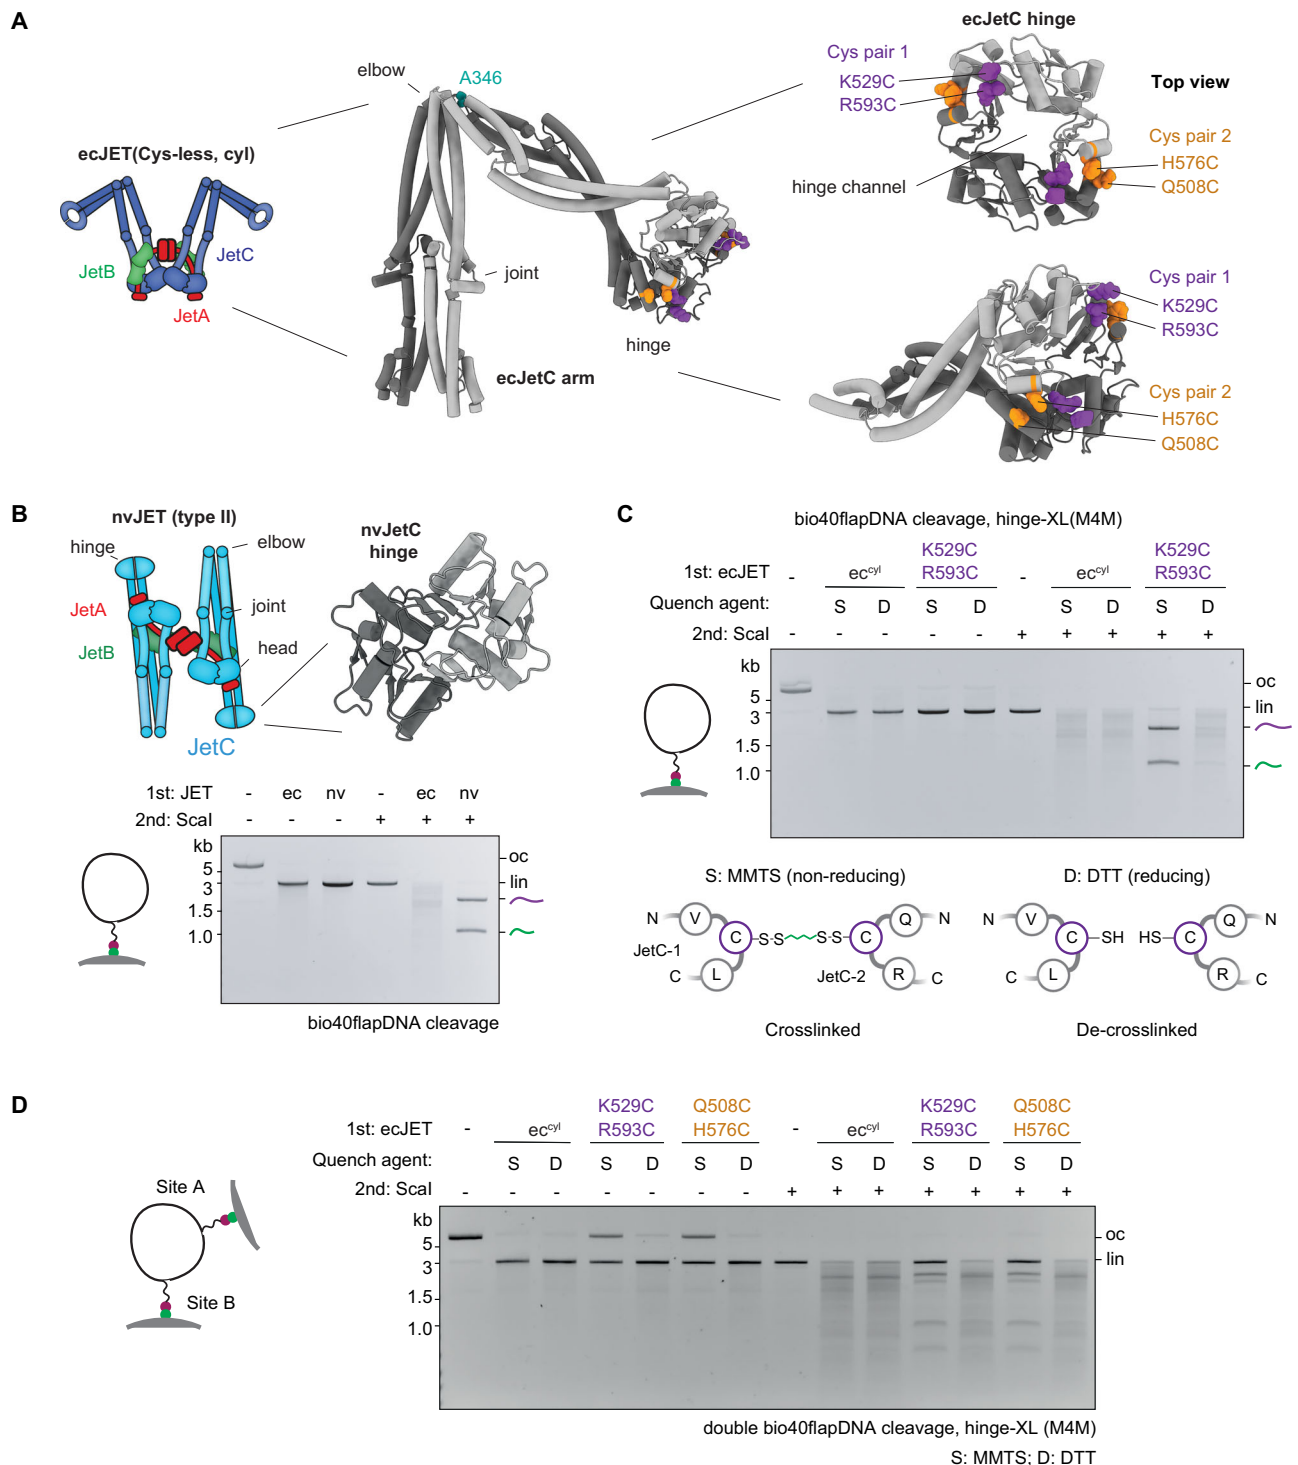 A
ecJET(Cys-less, cyl)
JetB
JetC
JetA
elbow
A346
joint
hinge
ecJetC arm
ecJetC hinge
Cys pair 1
K529C
R593C
Top view
Cys pair 2
H576C
Q508C
hinge channel
Cys pair 1
K529C
R593C
Cys pair 2
H576C
Q508C
B
nvJET (type II)
hinge
elbow
JetA
joint
JetB
head
JetC
nvJetC
hinge
1st: JET - ec nv - ec nv
2nd: ScaI - - - + + +
kb
5
3
1.5
1.0
oc
lin
bio40flapDNA cleavage
C
bio40flapDNA cleavage, hinge-XL(M4M)
K529C K529C
1st: ecJET - ec^cyl R593C - ec^cyl R593C
Quench agent: S D S D S D S D
2nd: ScaI - - - - - + + + + +
kb
5
3
1.5
1.0
oc
lin
S: MMTS (non-reducing) D: DTT (reducing)
N V Q N V Q N
C S S S S C C SH HS C
JetC-1
C L JetC-2 R C C L R C
Crosslinked De-crosslinked
D
K529C Q508C K529C Q508C
1st: ecJET - ec^cyl R593C H576C - ec^cyl R593C H576C
Quench agent: S D S D S D S D S D S D
2nd: ScaI - - - - - - - + + + + + + +
Site A
Site B
kb
5
3
1.5
1.0
oc
lin
double bio40flapDNA cleavage, hinge-XL (M4M)
S: MMTS; D: DTT